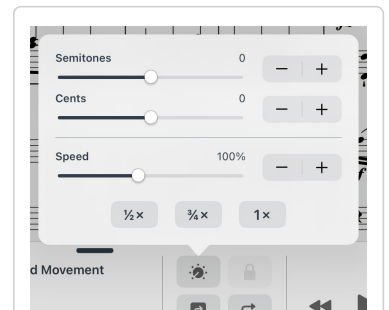 Semitones 0
Cents 0
Speed 100%
½× ¾× 1×
d Movement